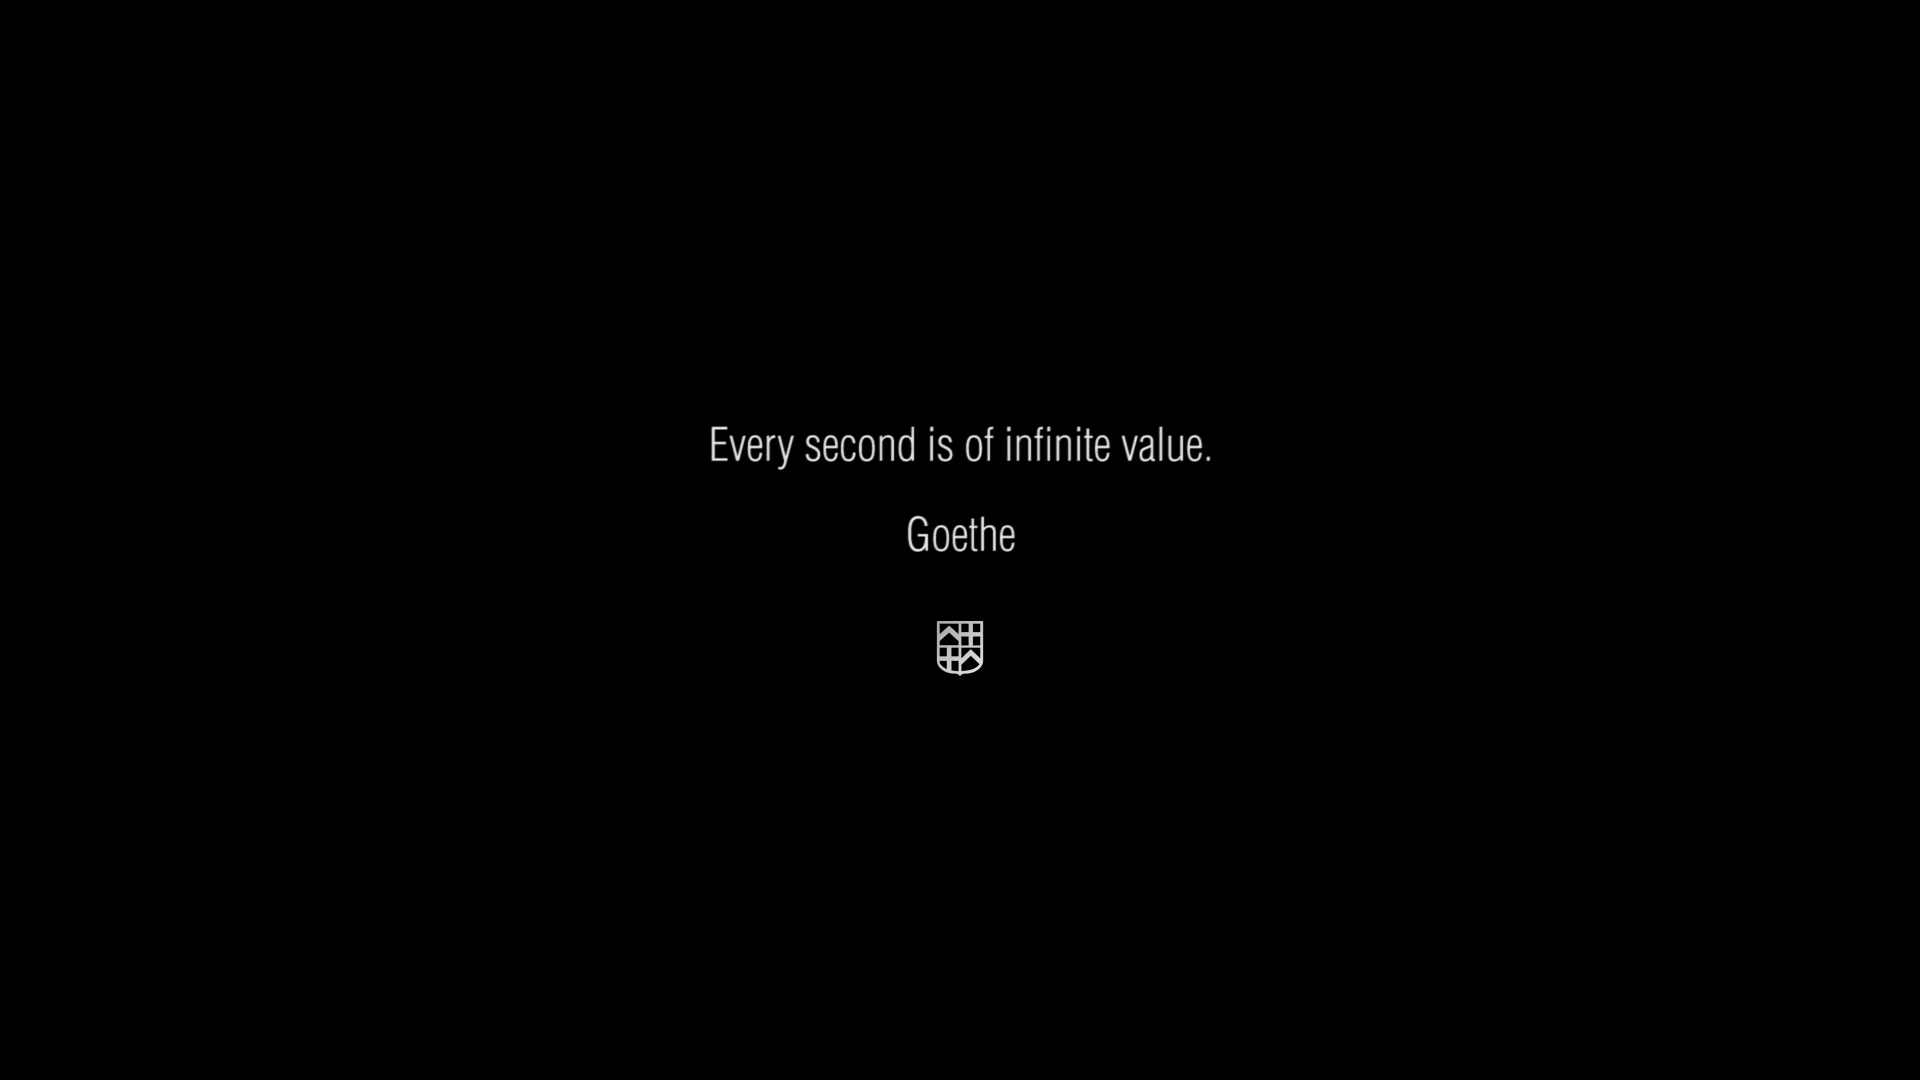 Every second is of infinite value.
Goethe